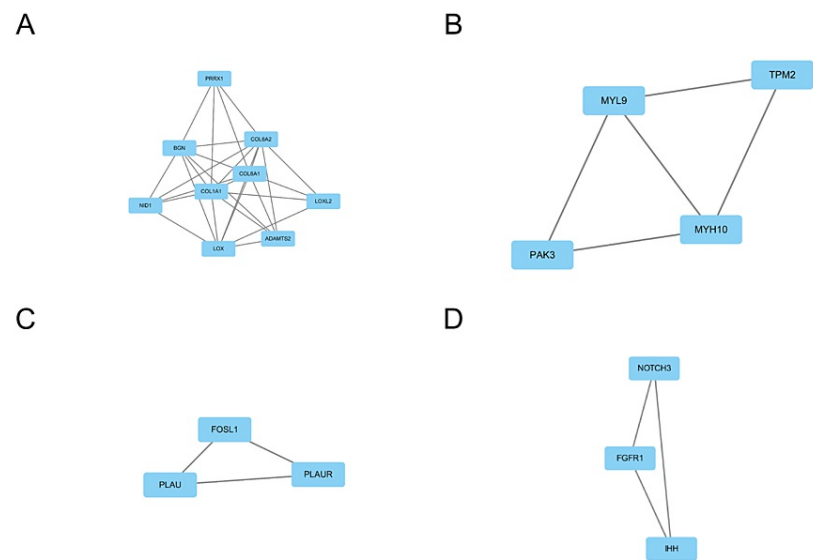 A
PRRX1
COL6A2
BGN
COL6A1
COL1A1
LOXL2
NID1
ADAMTS2
LOX
B
TPM2
MYL9
MYH10
PAK3
C
FOSL1
PLAUR
PLAU
D
NOTCH3
FGFR1
IHH